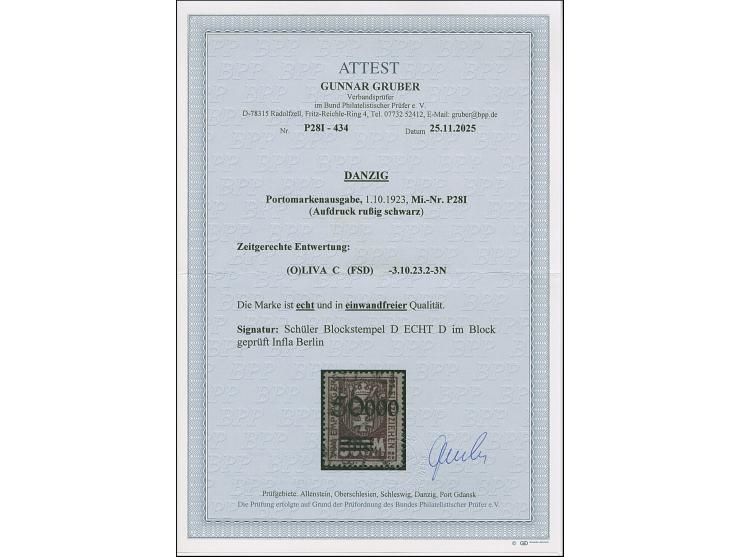 ATTEST
GUNNAR GRUBER
Verbandsprüfer
im Bund Philatelistischer Prüfer e. V.
D-78315 Radolfzell, Fritz-Reichle-Ring 4, Tel. 07732 52412, E-Mail: gruber@bpp.de
Nr. P28I - 434 Datum 25.11.2025
DANZIG
Portomarkenausgabe, 1.10.1923, Mi.-Nr. P28I
(Aufdruck rußig schwarz)
Zeitgerechte Entwertung:
(O)LIVA C (FSD) -3.10.23.2-3N
Die Marke ist echt und in einwandfreier Qualität.
Signatur: Schüler Blockstempel D ECHT D im Block
geprüft Infla Berlin
50000
Prüfgebiete: Allenstein, Oberschlesien, Schleswig, Danzig, Port Gdansk
Die Prüfung erfolgte auf Grund der Prüfordnung des Bundes Philatelistischer Prüfer e.V.